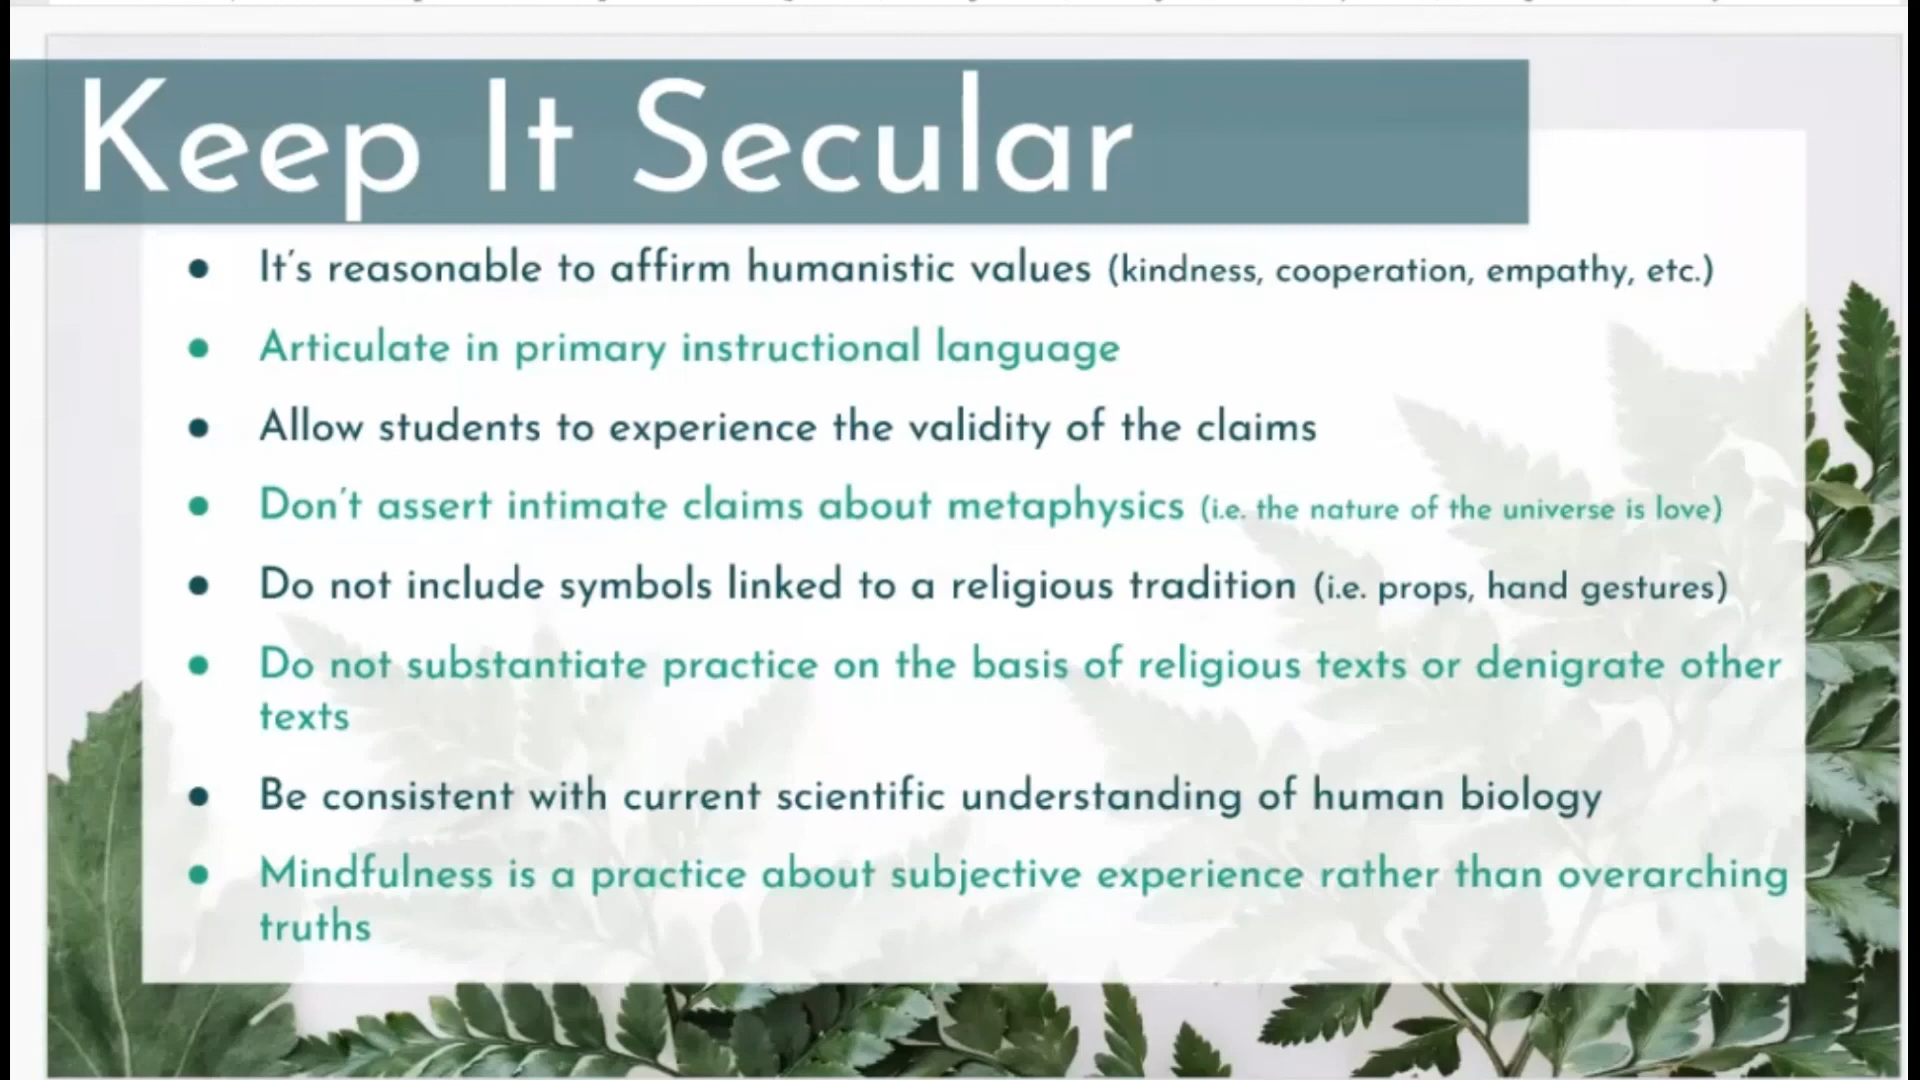 Keep It Secular
● It's reasonable to affirm humanistic values (kindness, cooperation, empathy, etc.)
● Articulate in primary instructional language
● Allow students to experience the validity of the claims
● Don't assert intimate claims about metaphysics (i.e. the nature of the universe is love)
● Do not include symbols linked to a religious tradition (i.e. props, hand gestures)
● Do not substantiate practice on the basis of religious texts or denigrate other
texts
● Be consistent with current scientific understanding of human biology
● Mindfulness is a practice about subjective experience rather than overarching
truths